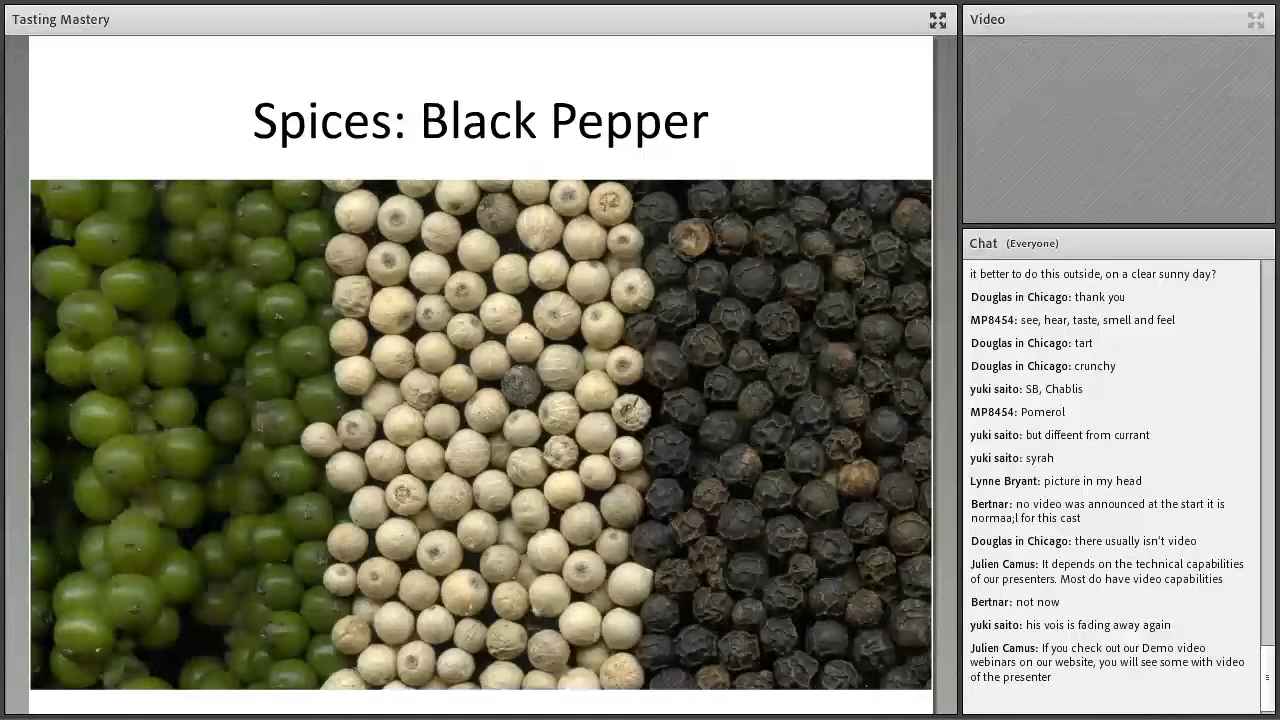 Tasting Mastery
Spices: Black Pepper
Video
Chat (Everyone)
it better to do this outside, on a clear sunny day?
Douglas in Chicago: thank you
MP8454: see, hear, taste, smell and feel
Douglas in Chicago: tart
Douglas in Chicago: crunchy
yuki saito: SB, Chablis
MP8454: Pomerol
yuki saito: but diffeent from currant
yuki saito: syrah
Lynne Bryant: picture in my head
Bertnar: no video was announced at the start it is
normaa;l for this cast
Douglas in Chicago: there usually isn't video
Julien Camus: It depends on the technical capabilities
of our presenters. Most do have video capabilities
Bertnar: not now
yuki saito: his vois is fading away again
Julien Camus: If you check out our Demo video
webinars on our website, you will see some with video
of the presenter